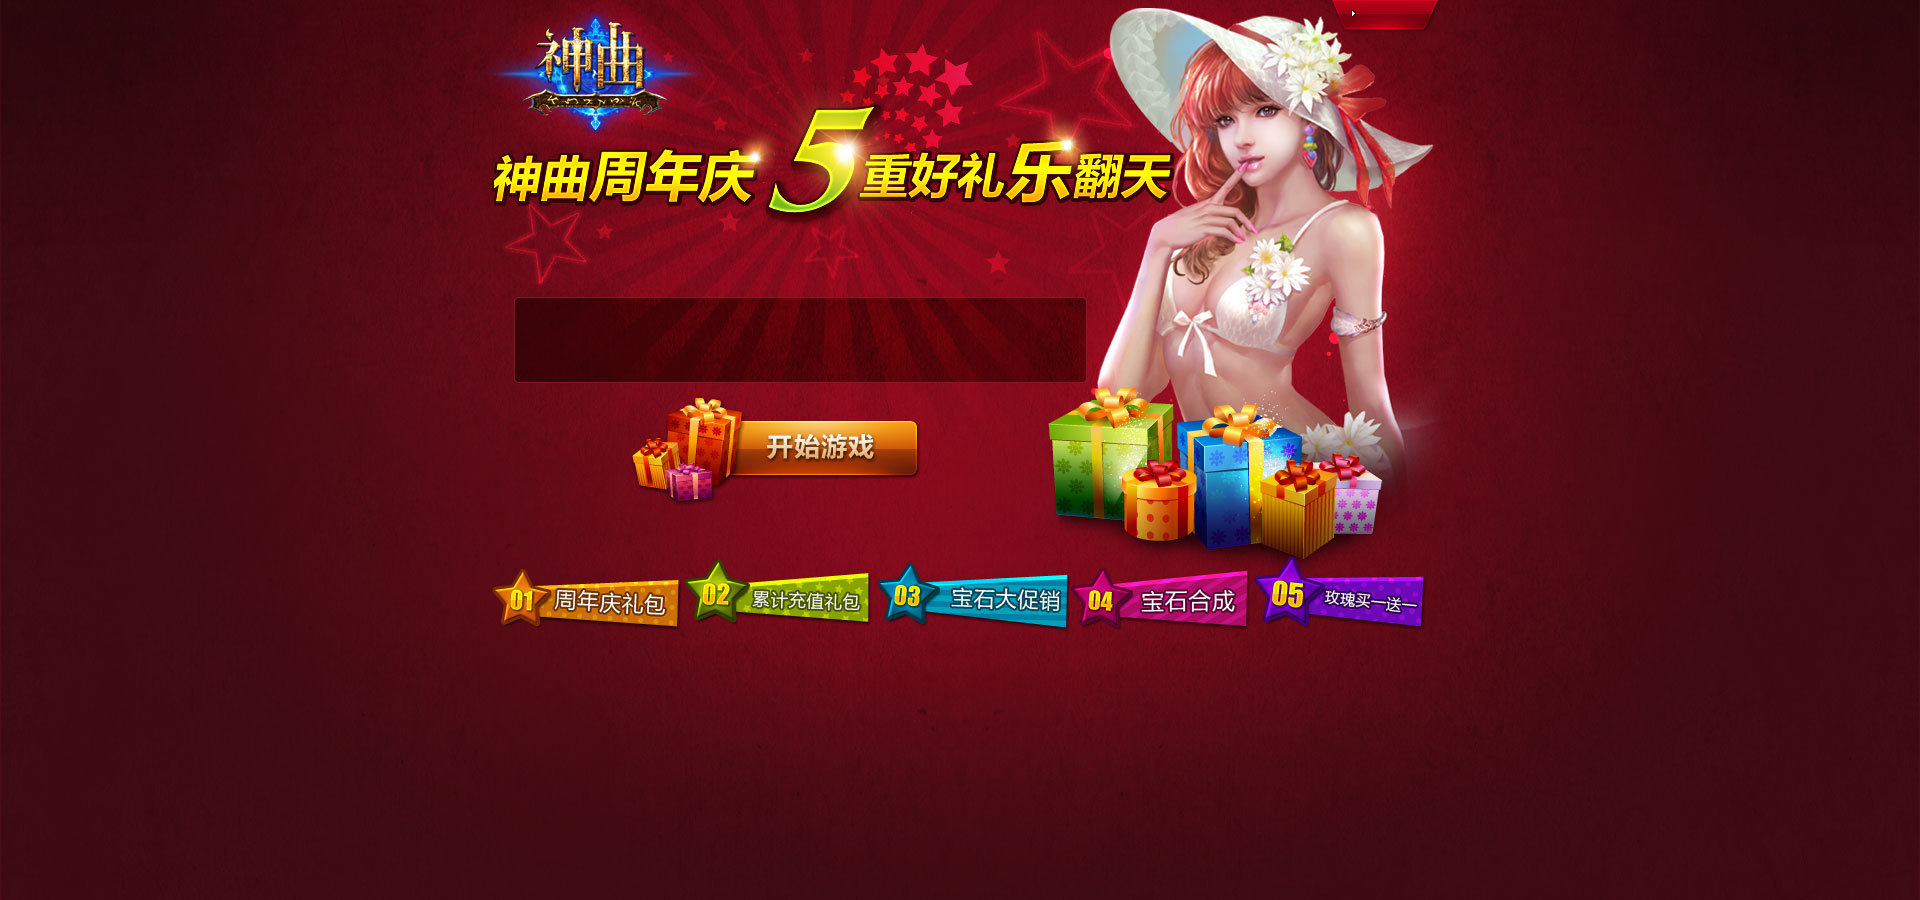 神曲
神曲周年庆5重好礼乐翻天
开始游戏
01 周年庆礼包
02 累计充值礼包
03 宝石大促销
04 宝石合成
05 玫瑰买一送一